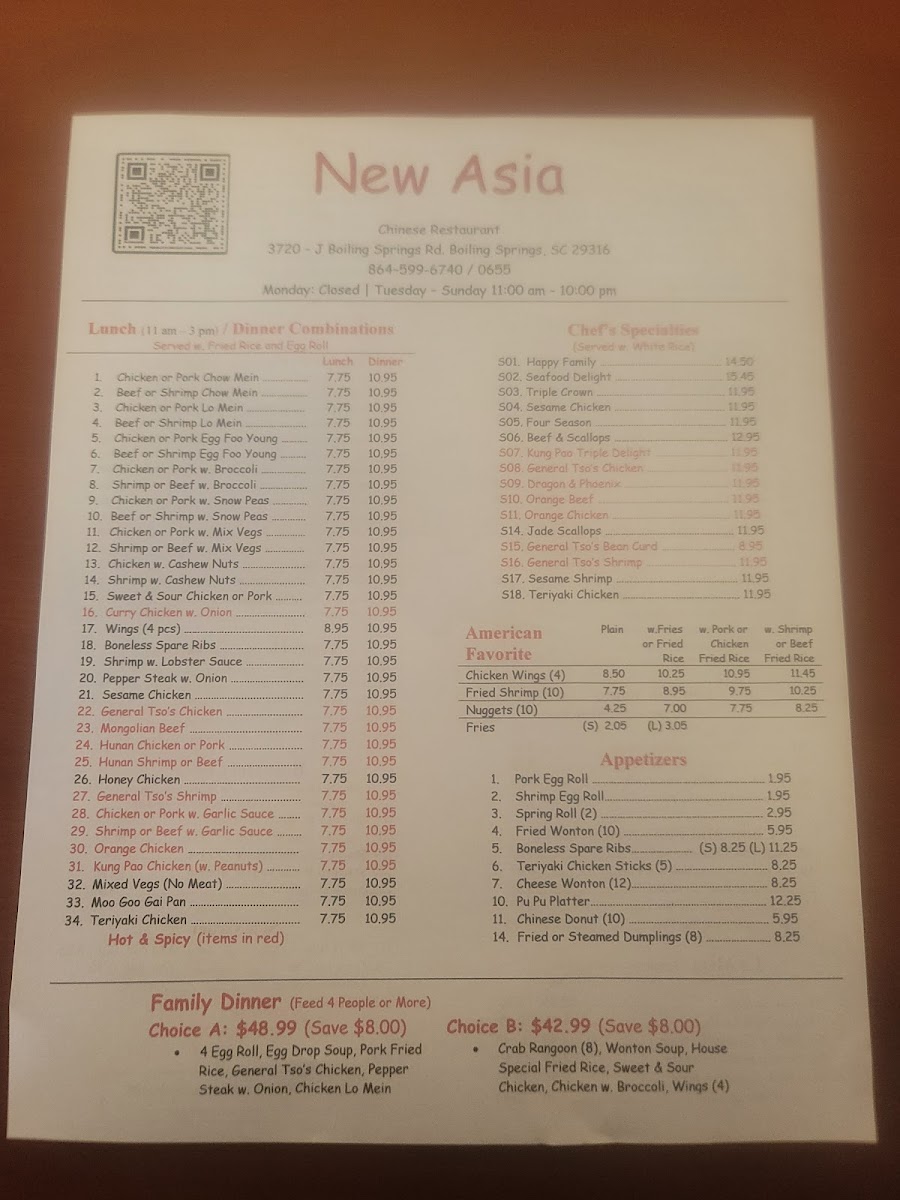 New Asia
Chinese Restaurant
3720 - J Boiling Springs Rd. Boiling Springs, SC 29316
864-599-6740 / 0655
Monday: Closed | Tuesday - Sunday 11:00 am - 10:00 pm
Lunch (11 am - 3 pm) / Dinner Combinations
Served w. Fried Rice and Egg Roll
Lunch Dinner
1. Chicken or Pork Chow Mein 7.75 10.95
2. Beef or Shrimp Chow Mein 7.75 10.95
3. Chicken or Pork Lo Mein 7.75 10.95
4. Beef or Shrimp Lo Mein 7.75 10.95
5. Chicken or Pork Egg Foo Young 7.75 10.95
6. Beef or Shrimp Egg Foo Young 7.75 10.95
7. Chicken or Pork w. Broccoli 7.75 10.95
8. Shrimp or Beef w. Broccoli 7.75 10.95
9. Chicken or Pork w. Snow Peas 7.75 10.95
10. Beef or Shrimp w. Snow Peas 7.75 10.95
11. Chicken or Pork w. Mix Vegs 7.75 10.95
12. Shrimp or Beef w. Mix Vegs 7.75 10.95
13. Chicken w. Cashew Nuts 7.75 10.95
14. Shrimp w. Cashew Nuts 7.75 10.95
15. Sweet & Sour Chicken or Pork 7.75 10.95
16. Curry Chicken w. Onion 7.75 10.95
17. Wings (4 pcs) 8.95 10.95
18. Boneless Spare Ribs 7.75 10.95
19. Shrimp w. Lobster Sauce 7.75 10.95
20. Pepper Steak w. Onion 7.75 10.95
21. Sesame Chicken 7.75 10.95
22. General Tso's Chicken 7.75 10.95
23. Mongolian Beef 7.75 10.95
24. Hunan Chicken or Pork 7.75 10.95
25. Hunan Shrimp or Beef 7.75 10.95
26. Honey Chicken 7.75 10.95
27. General Tso's Shrimp 7.75 10.95
28. Chicken or Pork w. Garlic Sauce 7.75 10.95
29. Shrimp or Beef w. Garlic Sauce 7.75 10.95
30. Orange Chicken 7.75 10.95
31. Kung Pao Chicken (w. Peanuts) 7.75 10.95
32. Mixed Vegs (No Meat) 7.75 10.95
33. Moo Goo Gai Pan 7.75 10.95
34. Teriyaki Chicken 7.75 10.95
Hot & Spicy (items in red)
Chef's Specialties
(Served w. White Rice)
S01. Happy Family 14.50
S02. Seafood Delight 15.45
S03. Triple Crown 11.95
S04. Sesame Chicken 11.95
S05. Four Season 11.95
S06. Beef & Scallops 12.95
S07. Kung Pao Triple Delight 11.95
S08. General Tso's Chicken 11.95
S09. Dragon & Phoenix 11.95
S10. Orange Beef 11.95
S11. Orange Chicken 11.95
S14. Jade Scallops 11.95
S15. General Tso's Bean Curd 8.95
S16. General Tso's Shrimp 11.95
S17. Sesame Shrimp 11.95
S18. Teriyaki Chicken 11.95
American Plain w.Fries w. Pork or w. Shrimp
Favorite or Fried Chicken or Beef
Rice Fried Rice Fried Rice
Chicken Wings (4) 8.50 10.25 10.95 11.45
Fried Shrimp (10) 7.75 8.95 9.75 10.25
Nuggets (10) 4.25 7.00 7.75 8.25
Fries (S) 2.05 (L) 3.05
Appetizers
1. Pork Egg Roll 1.95
2. Shrimp Egg Roll 1.95
3. Spring Roll (2) 2.95
4. Fried Wonton (10) 5.95
5. Boneless Spare Ribs (S) 8.25 (L) 11.25
6. Teriyaki Chicken Sticks (5) 8.25
7. Cheese Wonton (12) 8.25
10. Pu Pu Platter 12.25
11. Chinese Donut (10) 5.95
14. Fried or Steamed Dumplings (8) 8.25
Family Dinner (Feed 4 People or More)
Choice A: $48.99 (Save $8.00)
• 4 Egg Roll, Egg Drop Soup, Pork Fried
Rice, General Tso's Chicken, Pepper
Steak w. Onion, Chicken Lo Mein
Choice B: $42.99 (Save $8.00)
• Crab Rangoon (8), Wonton Soup, House
Special Fried Rice, Sweet & Sour
Chicken, Chicken w. Broccoli, Wings (4)